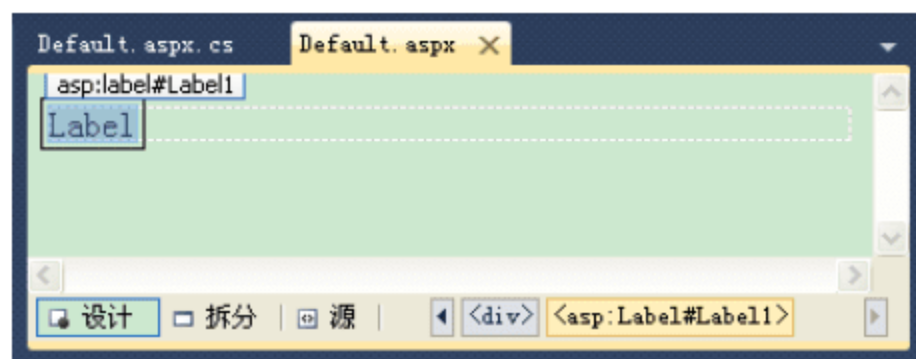 Default.aspx.cs Default.aspx
asp:label#Label1
Label
设计 拆分 源 <div> <asp:Label#Label1>